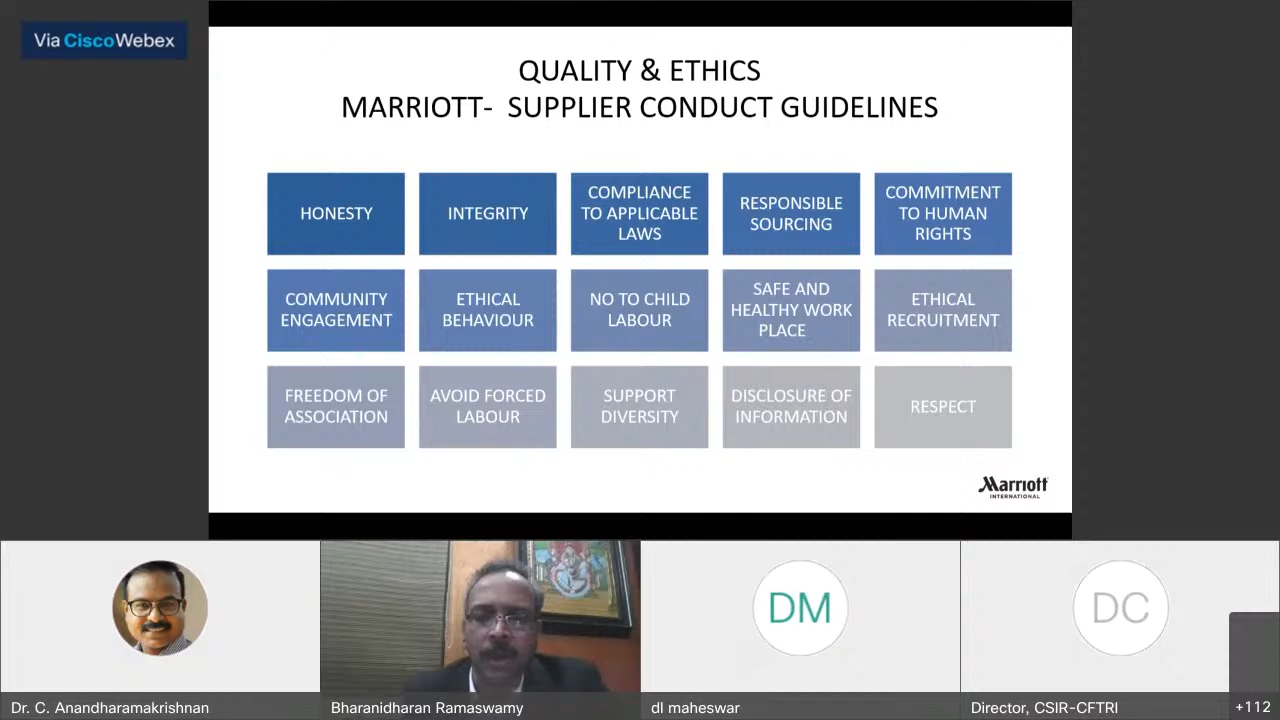 Via CiscoWebex
QUALITY & ETHICS
MARRIOTT- SUPPLIER CONDUCT GUIDELINES
HONESTY
INTEGRITY
COMPLIANCE
TO APPLICABLE
LAWS
RESPONSIBLE
SOURCING
COMMITMENT
TO HUMAN
RIGHTS
COMMUNITY
ENGAGEMENT
ETHICAL
BEHAVIOUR
NO TO CHILD
LABOUR
SAFE AND
HEALTHY WORK
PLACE
ETHICAL
RECRUITMENT
FREEDOM OF
ASSOCIATION
AVOID FORCED
LABOUR
SUPPORT
DIVERSITY
DISCLOSURE OF
INFORMATION
RESPECT
Marriott
INTERNATIONAL
DM
DC
Dr. C. Anandharamakrishnan
Bharanidharan Ramaswamy
dl maheswar
Director, CSIR-CFTRI
+112